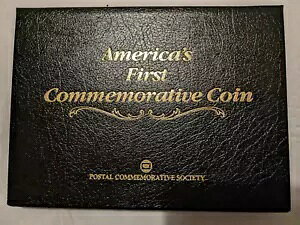 America's
First
Commemorative Coin
POSTAL COMMEMORATIVE SOCIETY